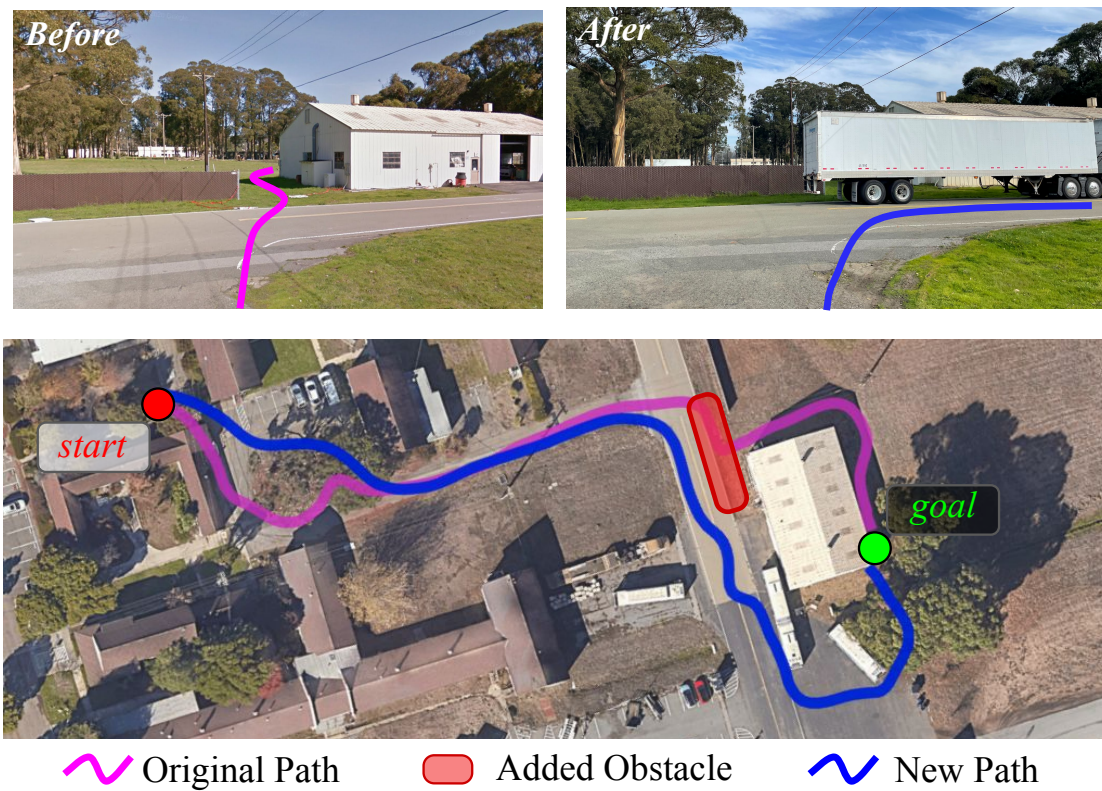 Before
After
start
goal
Original Path
Added Obstacle
New Path